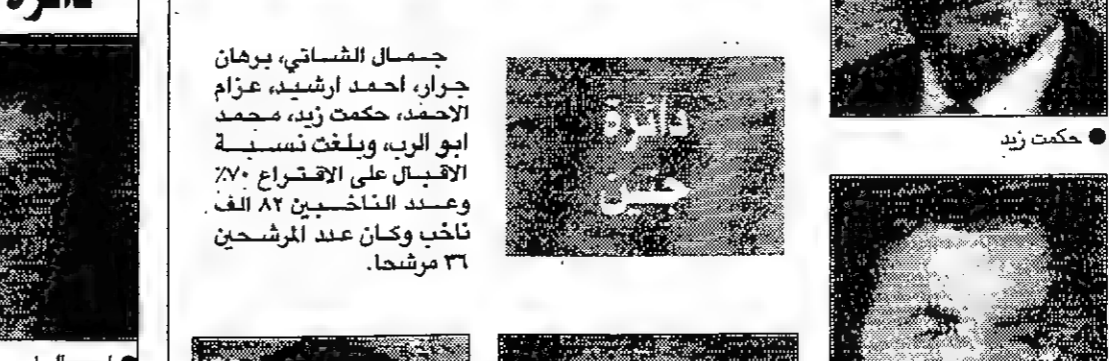 دائرة
جنين
جمال الشاتي، برهان
جرار، احمد ارشيد، عزام
الاحمد، حكمت زيد، محمد
ابو الرب، وبلغت نسبة
الاقبال على الاقتراع ٧٠٪
وعدد الناخبين ٨٢ الف
ناخب وكان عدد المرشحين
٣٦ مرشحا.
● حكمت زيد